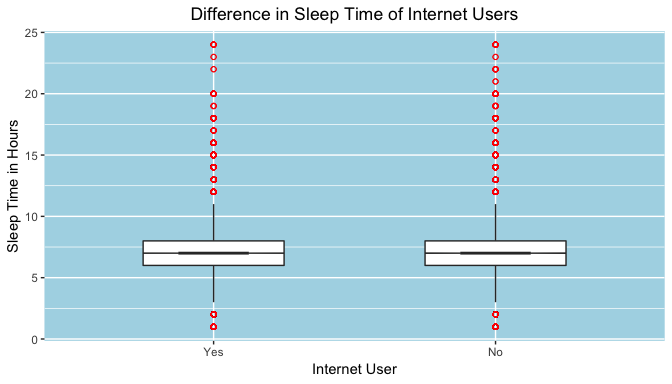 Difference in Sleep Time of Internet Users
Sleep Time in Hours
25
20
15
10
5
0
Yes
No
Internet User